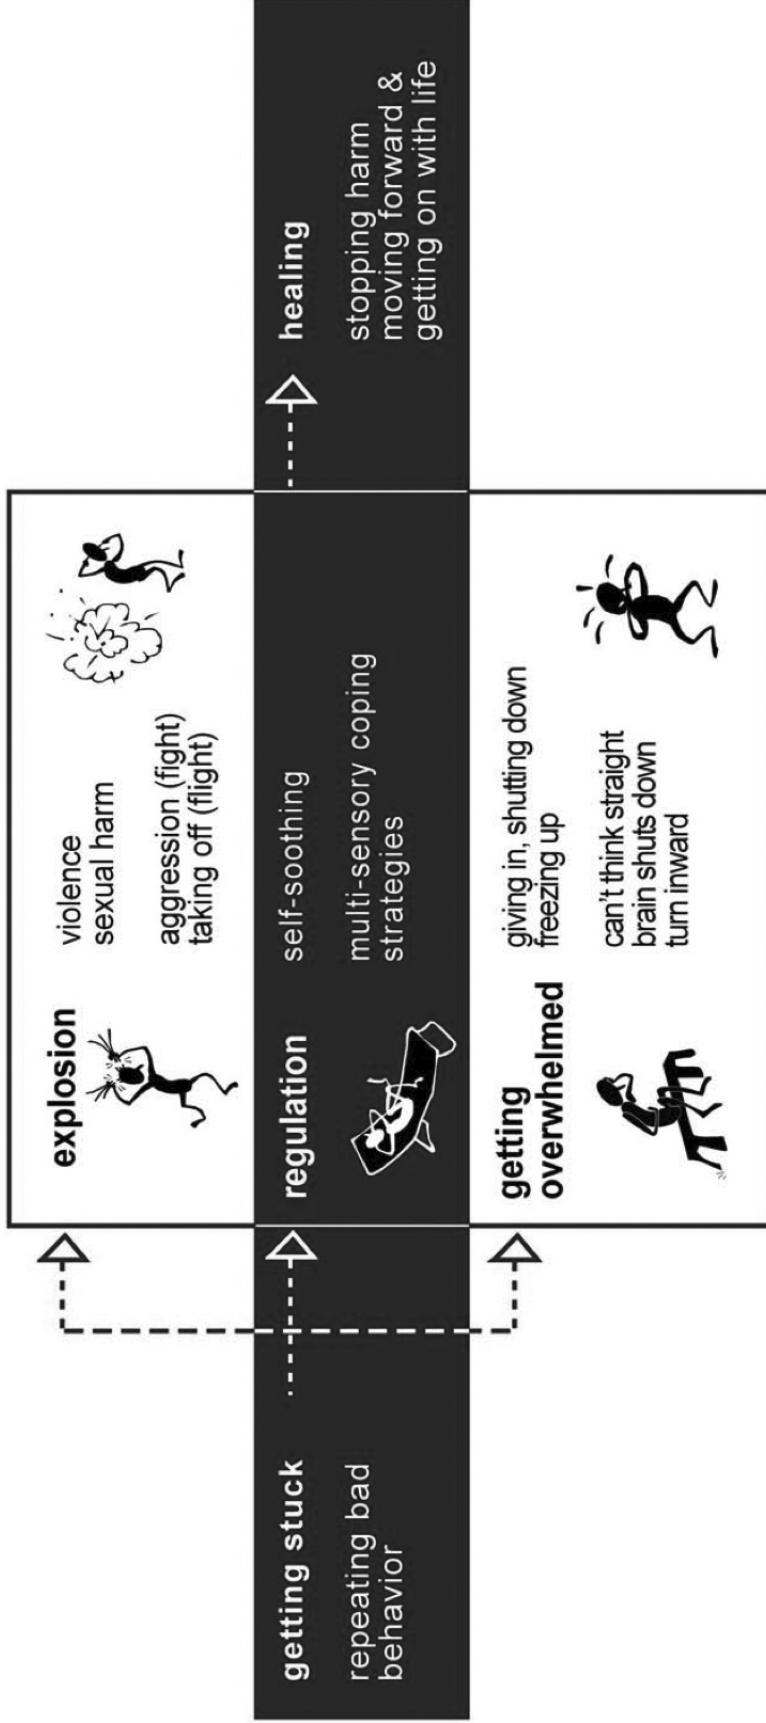 getting stuck
repeating bad
behavior
explosion
violence
sexual harm
aggression (fight)
taking off (flight)
regulation
self-soothing
multi-sensory coping
strategies
getting
overwhelmed
giving in, shutting down
freezing up
can't think straight
brain shuts down
turn inward
healing
stopping harm
moving forward &
getting on with life